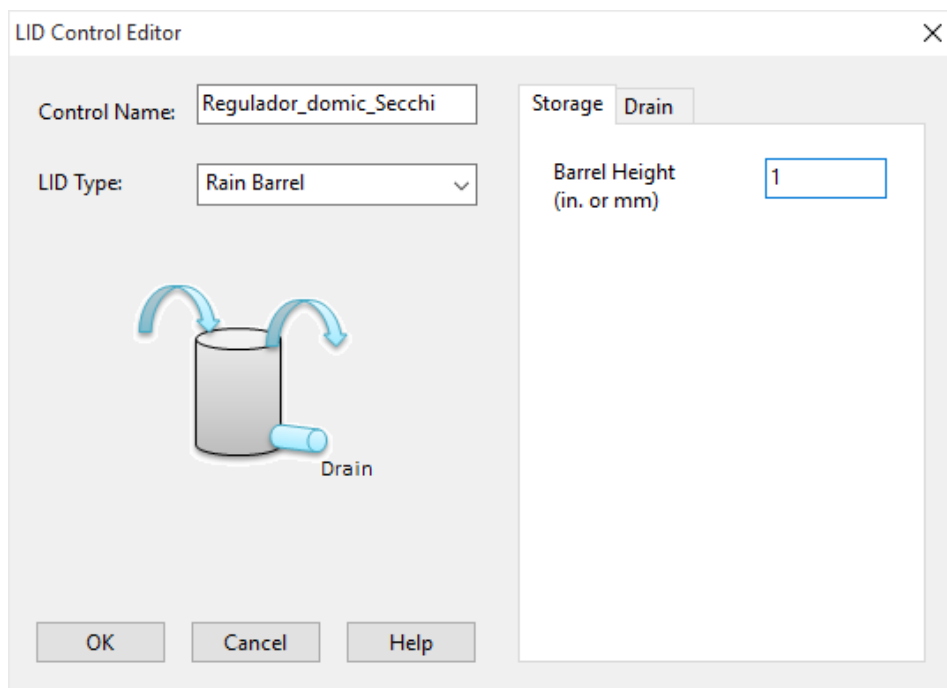 LID Control Editor
Control Name:
Regulador_domic_Secchi
LID Type:
Rain Barrel
Drain
OK
Cancel
Help
Storage
Drain
Barrel Height
(in. or mm)
1